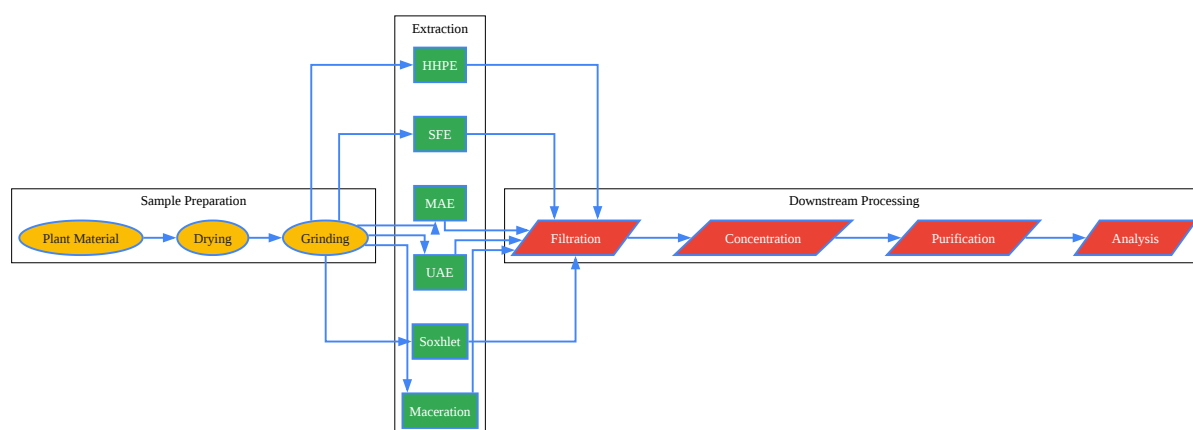 Extraction
HHPE
SFE
MAE
Sample Preparation
Downstream Processing
Plant Material
Drying
Grinding
Filtration
Concentration
Purification
Analysis
UAE
Soxhlet
Maceration